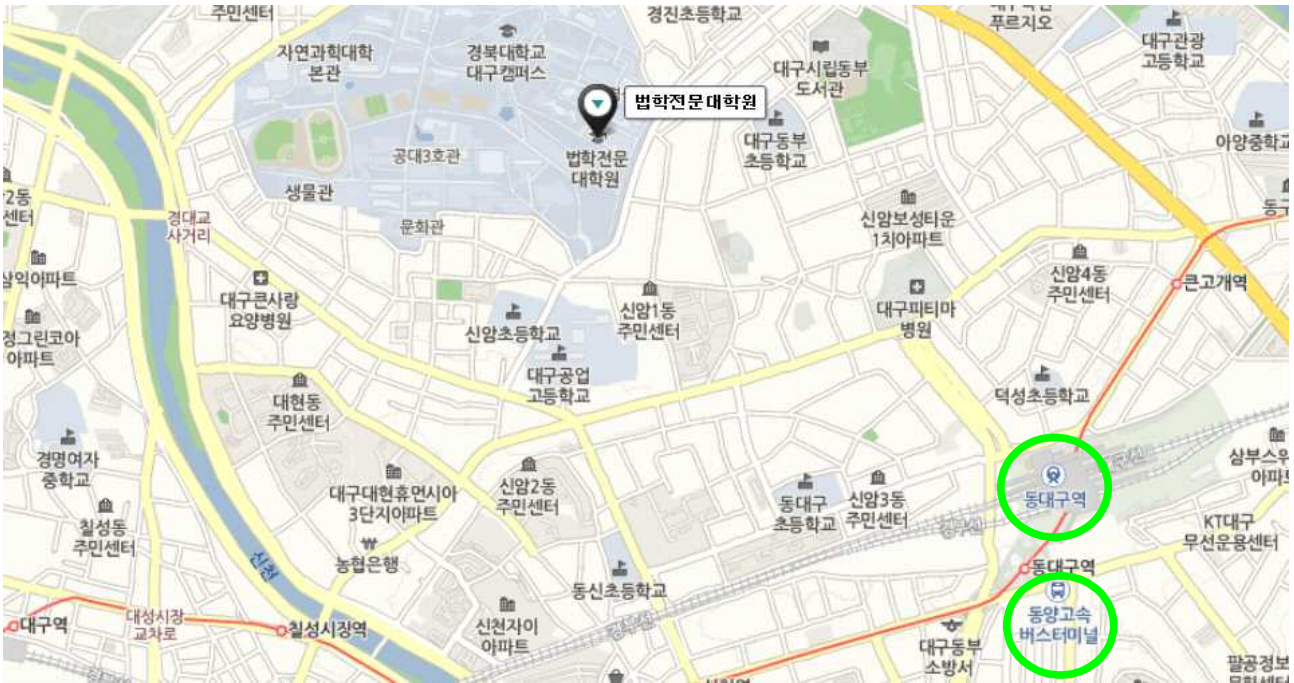 주민센터
경진초등학교
푸르지오
자연과학대학
본관
경북대학교
대구캠퍼스
대구시립동부
도서관
대구관광
고등학교
법학전문대학원
공대3호관
법학전문
대학원
대구동부
초등학교
아양중학교
생물관
2동
센터
경대교
사거리
문화관
신암보성타운
1차아파트
삼익아파트
대구큰사랑
요양병원
신암1동
주민센터
대구파티마
병원
신암4동
주민센터
큰고개역
정그린코아
아파트
신암초등학교
대구공업
고등학교
대현동
주민센터
덕성초등학교
경명여자
중학교
대구대현휴먼시아
3단지아파트
신암2동
주민센터
동대구
초등학교
신암3동
주민센터
동대구역
칠성동
주민센터
농협은행
경부선
KT대구
무선운용센터
신천
동신초등학교
동대구역
대구역
대성시장
교차로
칠성시장역
신천자이
아파트
경부선
대구동부
소방서
동양고속
버스터미널
팔공정보